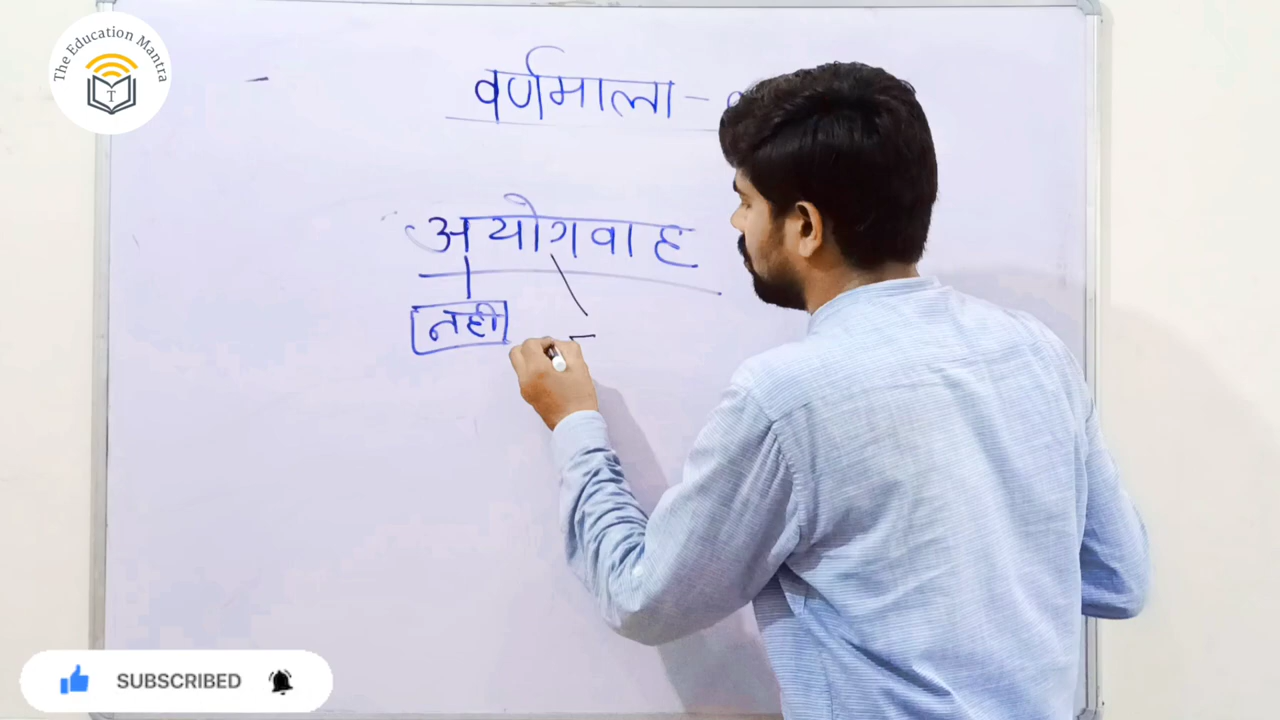 The Education Mantra
T
वर्णमाला -
अयोगवाह
नहीं
SUBSCRIBED